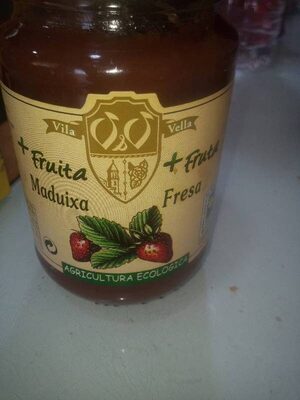 Vila Vella
+ Fruita
Maduixa
+ Fruta
Fresa
AGRICULTURA ECOLOGICA